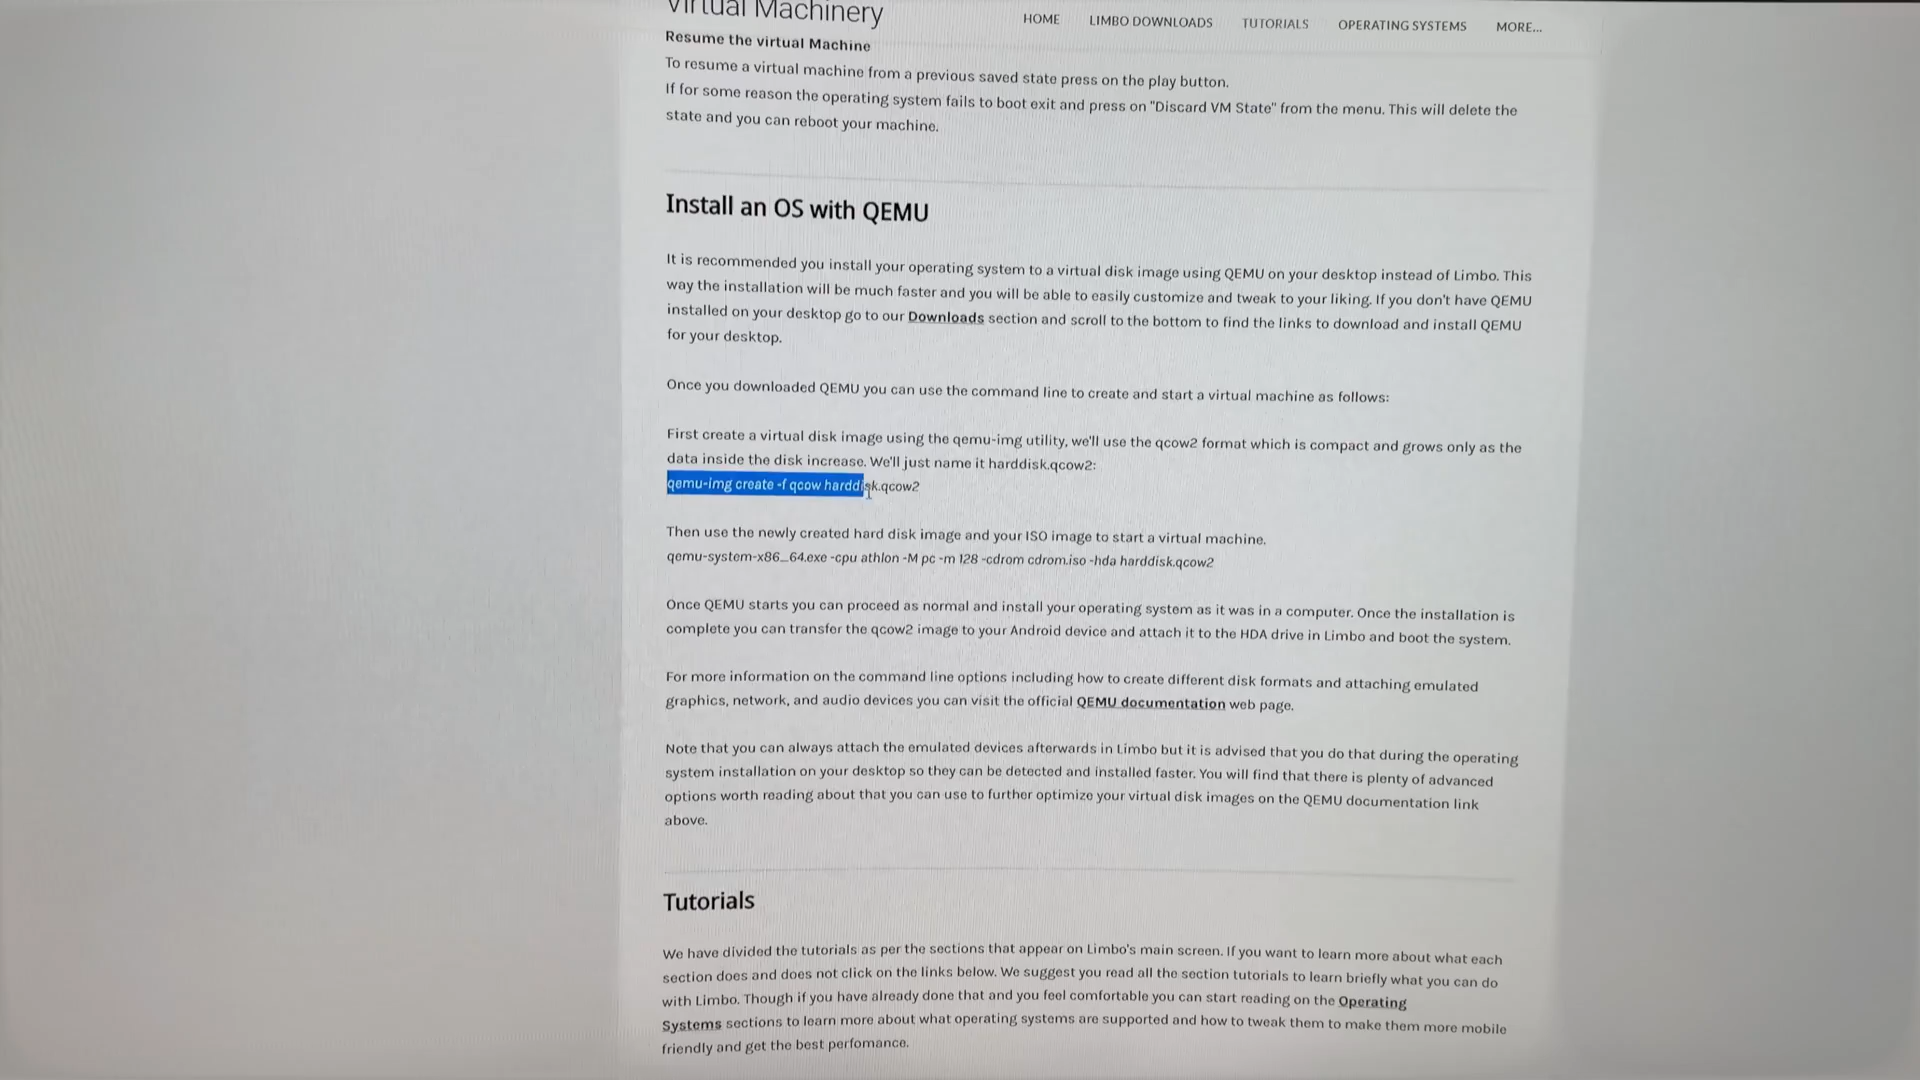 Virtual Machinery
HOME LIMBO DOWNLOADS TUTORIALS OPERATING SYSTEMS MORE...
Resume the virtual Machine
To resume a virtual machine from a previous saved state press on the play button.
If for some reason the operating system fails to boot exit and press on "Discard VM State" from the menu. This will delete the
state and you can reboot your machine.
Install an OS with QEMU
It is recommended you install your operating system to a virtual disk image using QEMU on your desktop instead of Limbo. This
way the installation will be much faster and you will be able to easily customize and tweak to your liking. If you don't have QEMU
installed on your desktop go to our Downloads section and scroll to the bottom to find the links to download and install QEMU
for your desktop.
Once you downloaded QEMU you can use the command line to create and start a virtual machine as follows:
First create a virtual disk image using the qemu-img utility, we'll use the qcow2 format which is compact and grows only as the
data inside the disk increase. We'll just name it harddisk.qcow2:
qemu-img create -f qcow harddisk.qcow2
Then use the newly created hard disk image and your ISO image to start a virtual machine.
qemu-system-x86_64.exe -cpu athlon -M pc -m 128 -cdrom cdrom.iso -hda harddisk.qcow2
Once QEMU starts you can proceed as normal and install your operating system as it was in a computer. Once the installation is
complete you can transfer the qcow2 image to your Android device and attach it to the HDA drive in Limbo and boot the system.
For more information on the command line options including how to create different disk formats and attaching emulated
graphics, network, and audio devices you can visit the official QEMU documentation web page.
Note that you can always attach the emulated devices afterwards in Limbo but it is advised that you do that during the operating
system installation on your desktop so they can be detected and installed faster. You will find that there is plenty of advanced
options worth reading about that you can use to further optimize your virtual disk images on the QEMU documentation link
above.
Tutorials
We have divided the tutorials as per the sections that appear on Limbo's main screen. If you want to learn more about what each
section does and does not click on the links below. We suggest you read all the section tutorials to learn briefly what you can do
with Limbo. Though if you have already done that and you feel comfortable you can start reading on the Operating
Systems sections to learn more about what operating systems are supported and how to tweak them to make them more mobile
friendly and get the best perfomance.